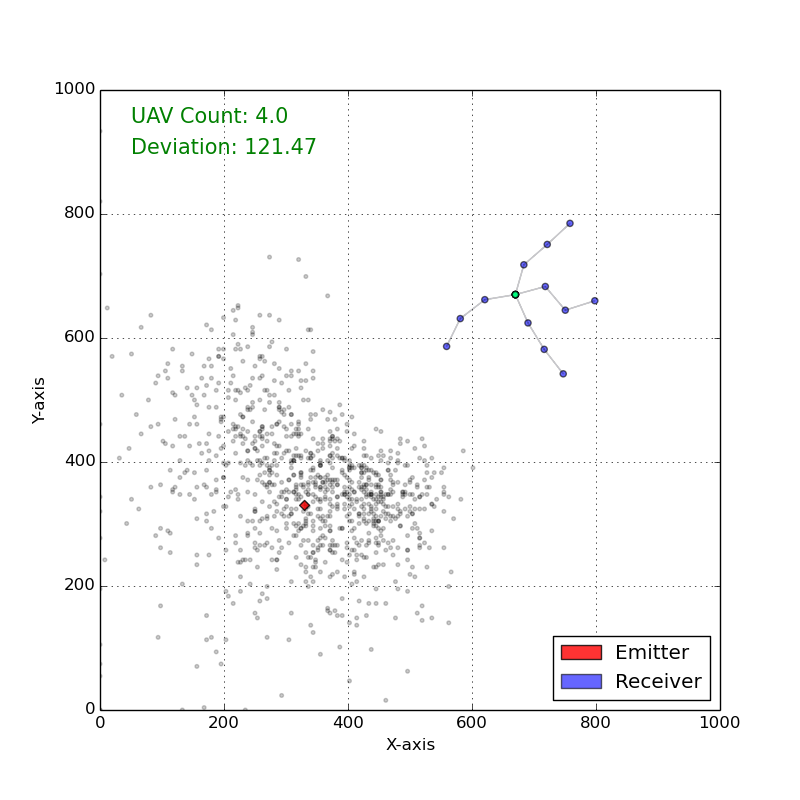 UAV Count: 4.0
Deviation: 121.47
1000
800
600
400
200
0
Y-axis
0 200 400 600 800 1000
X-axis
Emitter
Receiver